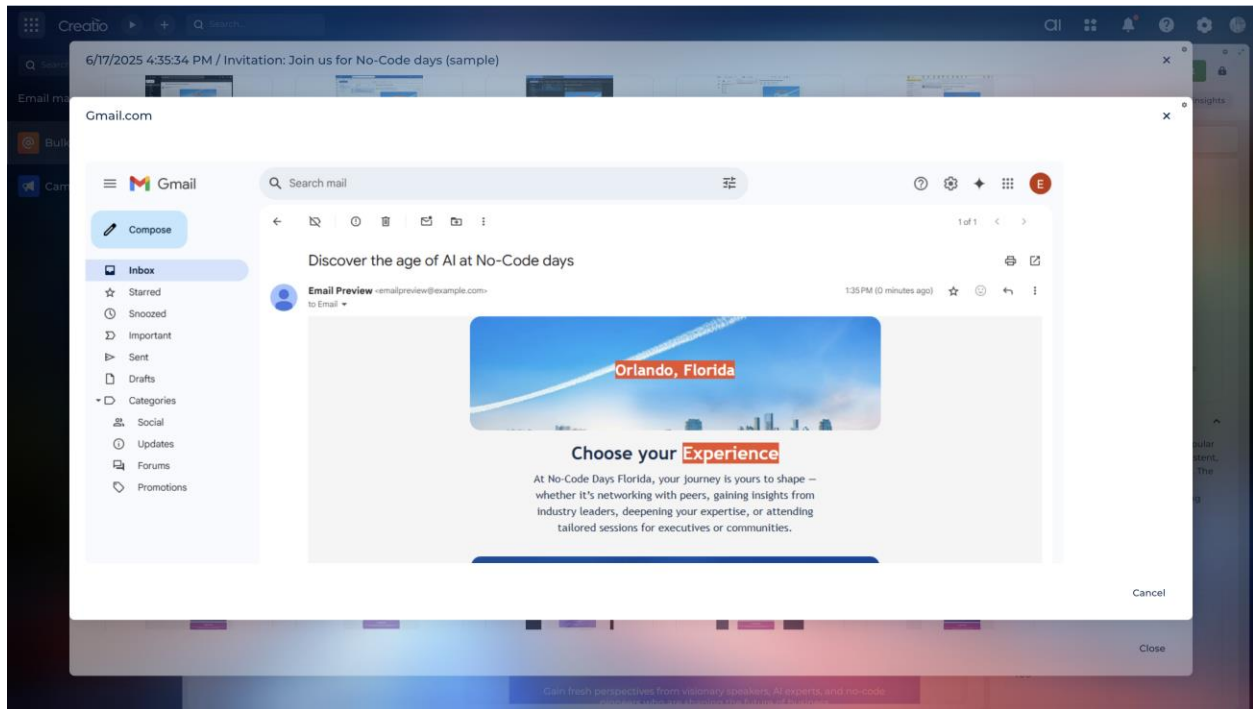 Creatio
Search...
CI
Search
6/17/2025 4:35:34 PM / Invitation: Join us for No-Code days (sample)
Email ma
Insights
Bulk
Cam
Gmail.com
Gmail
Search mail
E
Compose
1 of 1
Inbox
Starred
Snoozed
Important
Sent
Drafts
Categories
Social
Updates
Forums
Promotions
Discover the age of AI at No-Code days
Email Preview <emailpreview@example.com>
1:35 PM (0 minutes ago)
to Email
Orlando, Florida
Choose your Experience
At No-Code Days Florida, your journey is yours to shape —
whether it's networking with peers, gaining insights from
industry leaders, deepening your expertise, or attending
tailored sessions for executives or communities.
Cancel
Close
Gain fresh perspectives from visionary speakers, AI experts, and no-code